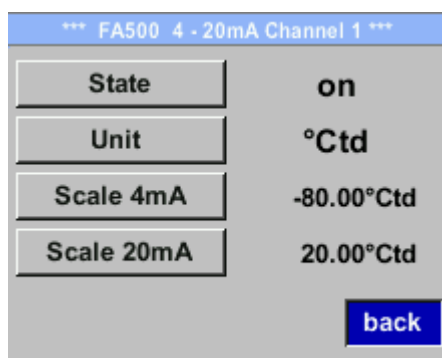 *** FA500 4 - 20mA Channel 1 ***
State on
Unit °Ctd
Scale 4mA -80.00°Ctd
Scale 20mA 20.00°Ctd
back